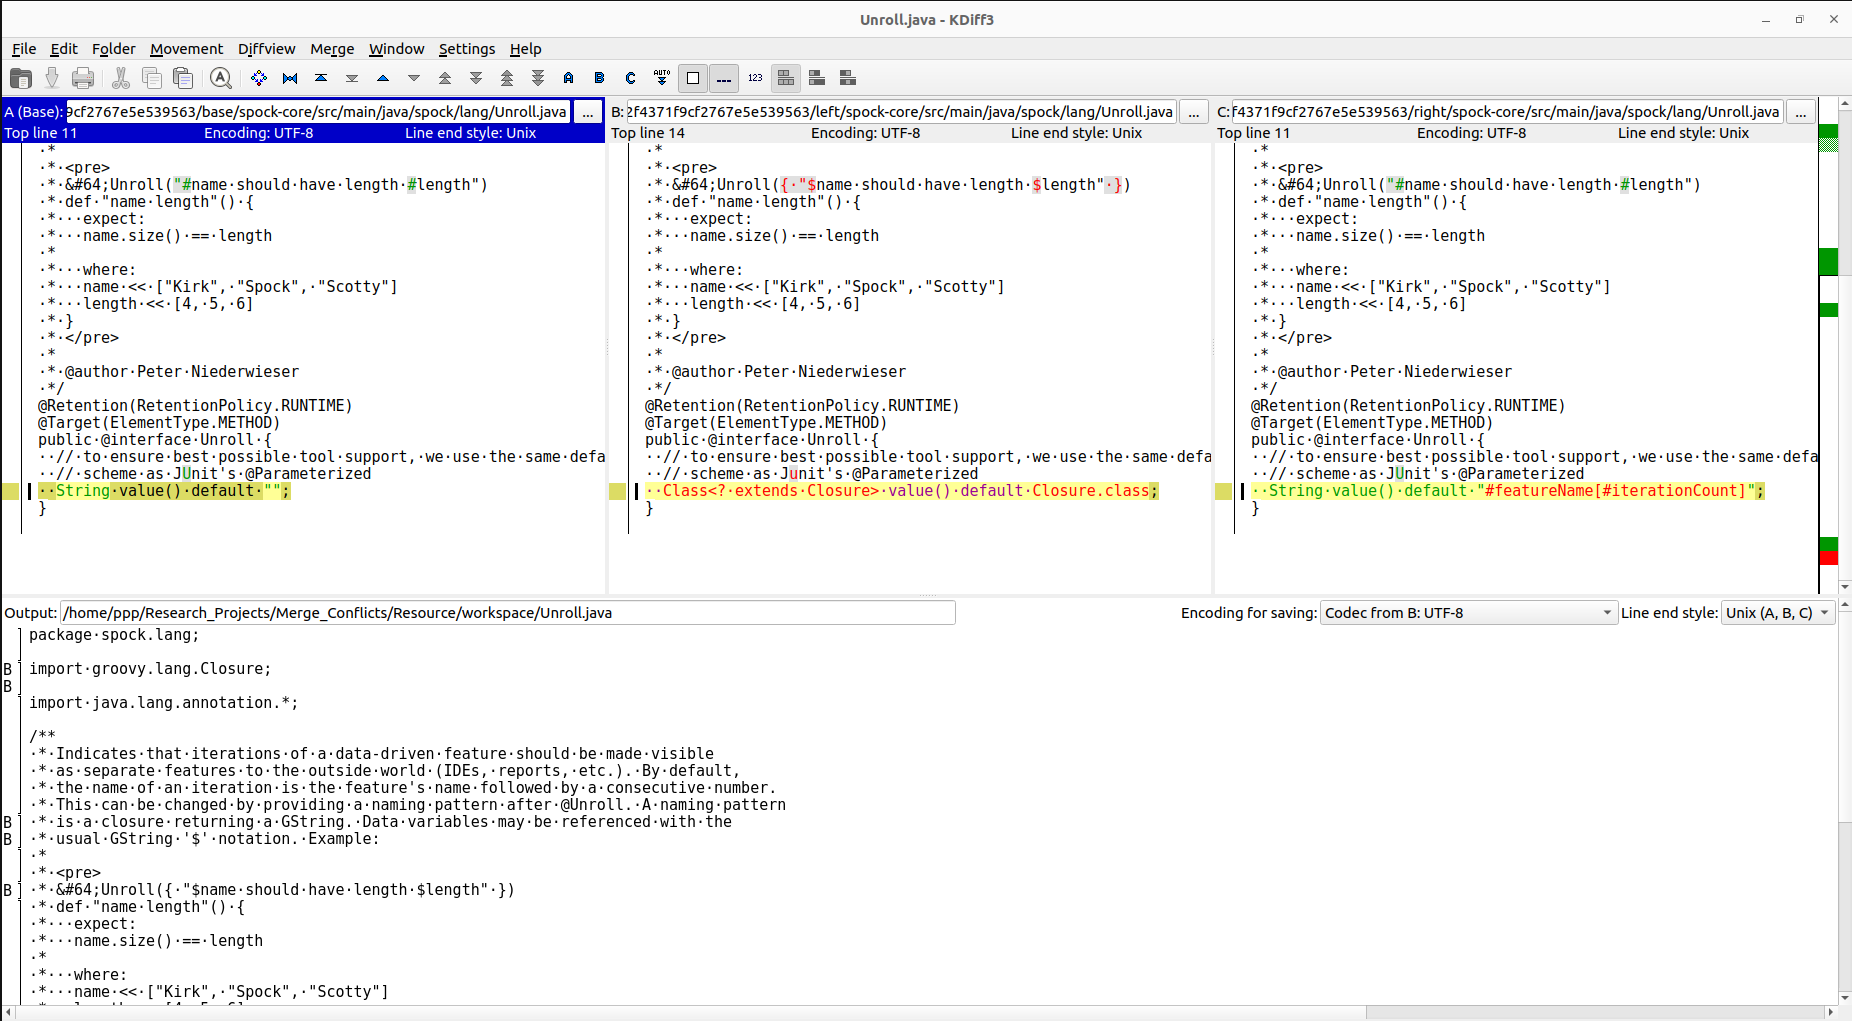 Unroll.java - KDiff3
File Edit Folder Movement Diffview Merge Window Settings Help
A B C AUTO 123
A (Base): 9cf2767e5e539563/base/spock-core/src/main/java/spock/lang/Unroll.java ...
Top line 11 Encoding: UTF-8 Line end style: Unix
·*
·*·<pre>
·*·&#64;Unroll("#name·should·have·length·#length")
·*·def·"name·length"()·{
·*···expect:
·*···name.size()·==·length
·*
·*···where:
·*···name·<<·["Kirk",·"Spock",·"Scotty"]
·*···length·<<·[4,·5,·6]
·*·}
·*·</pre>
·*
·*·@author·Peter·Niederwieser
·*/
@Retention(RetentionPolicy.RUNTIME)
@Target(ElementType.METHOD)
public·@interface·Unroll·{
··//·to·ensure·best·possible·tool·support,·we·use·the·same·defa
··//·scheme·as·JUnit's·@Parameterized
··String·value()·default·"";
}
B: 2f4371f9cf2767e5e539563/left/spock-core/src/main/java/spock/lang/Unroll.java ...
Top line 14 Encoding: UTF-8 Line end style: Unix
·*
·*·<pre>
·*·&#64;Unroll({·"$name·should·have·length·$length"·})
·*·def·"name·length"()·{
·*···expect:
·*···name.size()·==·length
·*
·*···where:
·*···name·<<·["Kirk",·"Spock",·"Scotty"]
·*···length·<<·[4,·5,·6]
·*·}
·*·</pre>
·*
·*·@author·Peter·Niederwieser
·*/
@Retention(RetentionPolicy.RUNTIME)
@Target(ElementType.METHOD)
public·@interface·Unroll·{
··//·to·ensure·best·possible·tool·support,·we·use·the·same·defa
··//·scheme·as·Junit's·@Parameterized
··Class<?·extends·Closure>·value()·default·Closure.class;
}
C: f4371f9cf2767e5e539563/right/spock-core/src/main/java/spock/lang/Unroll.java ...
Top line 11 Encoding: UTF-8 Line end style: Unix
·*
·*·<pre>
·*·&#64;Unroll("#name·should·have·length·#length")
·*·def·"name·length"()·{
·*···expect:
·*···name.size()·==·length
·*
·*···where:
·*···name·<<·["Kirk",·"Spock",·"Scotty"]
·*···length·<<·[4,·5,·6]
·*·}
·*·</pre>
·*
·*·@author·Peter·Niederwieser
·*/
@Retention(RetentionPolicy.RUNTIME)
@Target(ElementType.METHOD)
public·@interface·Unroll·{
··//·to·ensure·best·possible·tool·support,·we·use·the·same·defa
··//·scheme·as·JUnit's·@Parameterized
··String·value()·default·"#featureName[#iterationCount]";
}
Output: /home/ppp/Research_Projects/Merge_Conflicts/Resource/workspace/Unroll.java Encoding for saving: Codec from B: UTF-8 Line end style: Unix (A, B, C)
package·spock.lang;
B import·groovy.lang.Closure;
B
import·java.lang.annotation.*;
/**
·*·Indicates·that·iterations·of·a·data-driven·feature·should·be·made·visible
·*·as·separate·features·to·the·outside·world·(IDEs,·reports,·etc.).·By·default,
·*·the·name·of·an·iteration·is·the·feature's·name·followed·by·a·consecutive·number.
·*·This·can·be·changed·by·providing·a·naming·pattern·after·@Unroll.·A·naming·pattern
B ·*·is·a·closure·returning·a·GString.·Data·variables·may·be·referenced·with·the
B ·*·usual·GString·'$'·notation.·Example:
·*
·*·<pre>
B ·*·&#64;Unroll({·"$name·should·have·length·$length"·})
·*·def·"name·length"()·{
·*···expect:
·*···name.size()·==·length
·*
·*···where:
·*···name·<<·["Kirk",·"Spock",·"Scotty"]